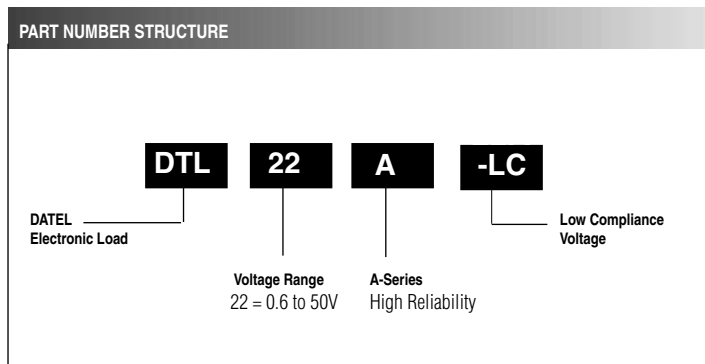 PART NUMBER STRUCTURE
DTL 22 A -LC
DATEL
Electronic Load
Low Compliance
Voltage
Voltage Range
22 = 0.6 to 50V
A-Series
High Reliability